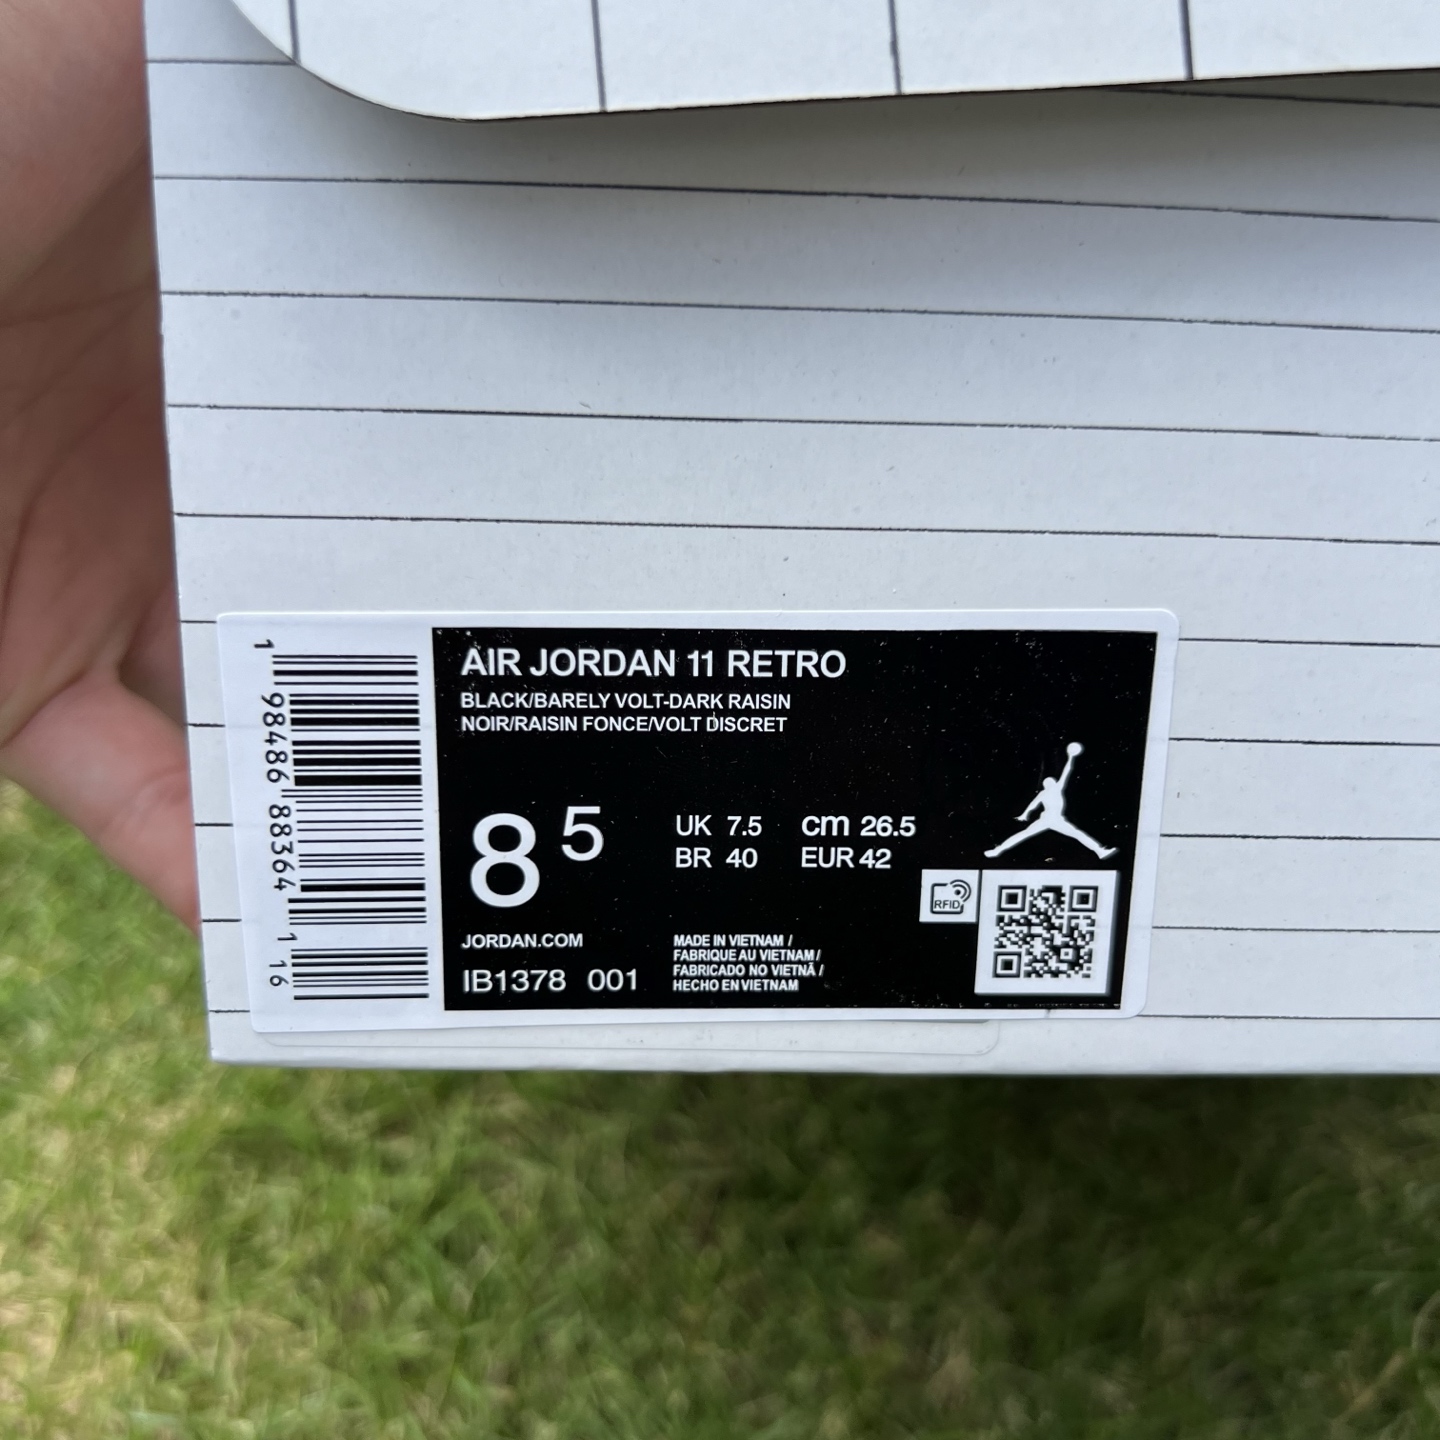 AIR JORDAN 11 RETRO
BLACK/BARELY VOLT-DARK RAISIN
NOIR/RAISIN FONCE/VOLT DISCRET
8 5
UK 7.5 cm 26.5
BR 40 EUR 42
RFID
JORDAN.COM
IB1378 001
MADE IN VIETNAM /
FABRIQUE AU VIETNAM /
FABRICADO NO VIETNÃ /
HECHO EN VIETNAM
1 98486 88364 1 16